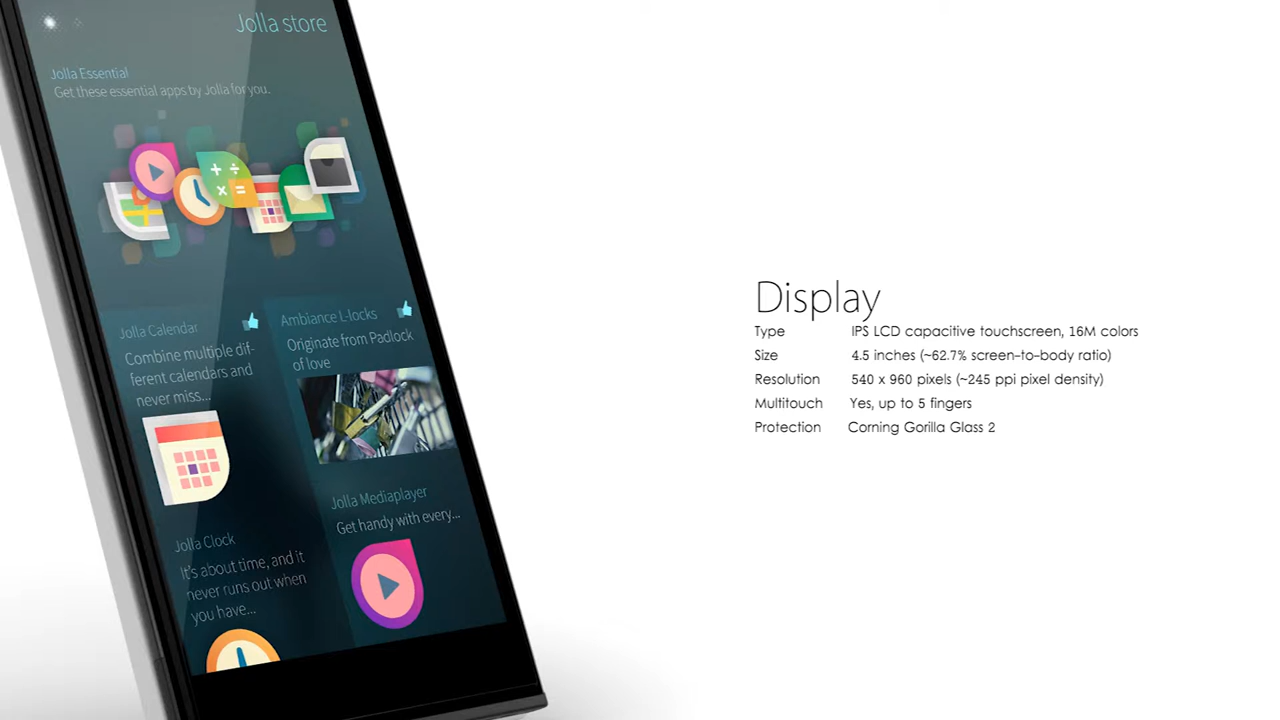 Jolla store
Jolla Essential
Get these essential apps by Jolla for you.
Jolla Calendar
Combine multiple dif-
ferent calendars and
never miss...
Ambiance L-locks
Originate from Padlock
of love
Jolla Mediaplayer
Get handy with every...
Jolla Clock
It's about time, and it
never runs out when
you have...
Display
Type IPS LCD capacitive touchscreen, 16M colors
Size 4.5 inches (~62.7% screen-to-body ratio)
Resolution 540 x 960 pixels (~245 ppi pixel density)
Multitouch Yes, up to 5 fingers
Protection Corning Gorilla Glass 2